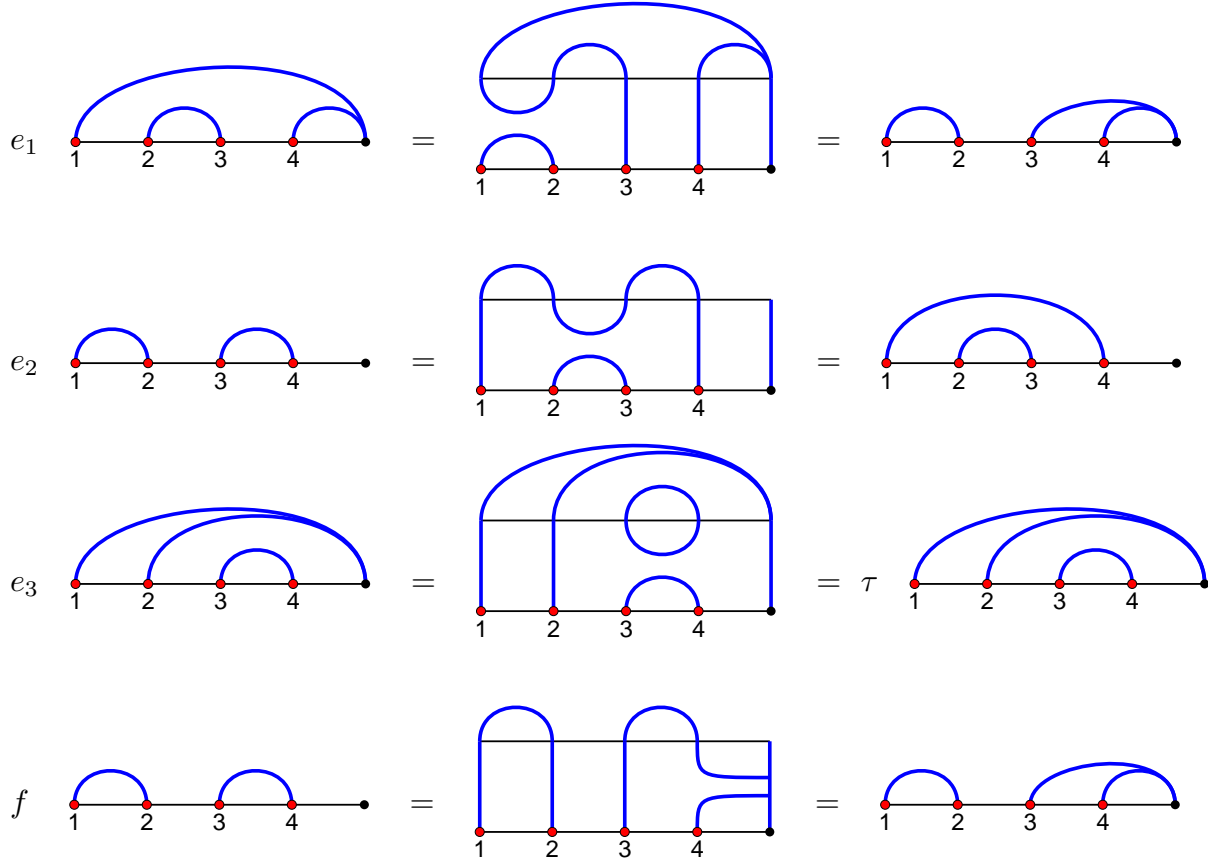 e₁ 1 2 3 4 = 1 2 3 4 = 1 2 3 4
e₂ 1 2 3 4 = 1 2 3 4 = 1 2 3 4
e₃ 1 2 3 4 = 1 2 3 4 = τ 1 2 3 4
f 1 2 3 4 = 1 2 3 4 = 1 2 3 4